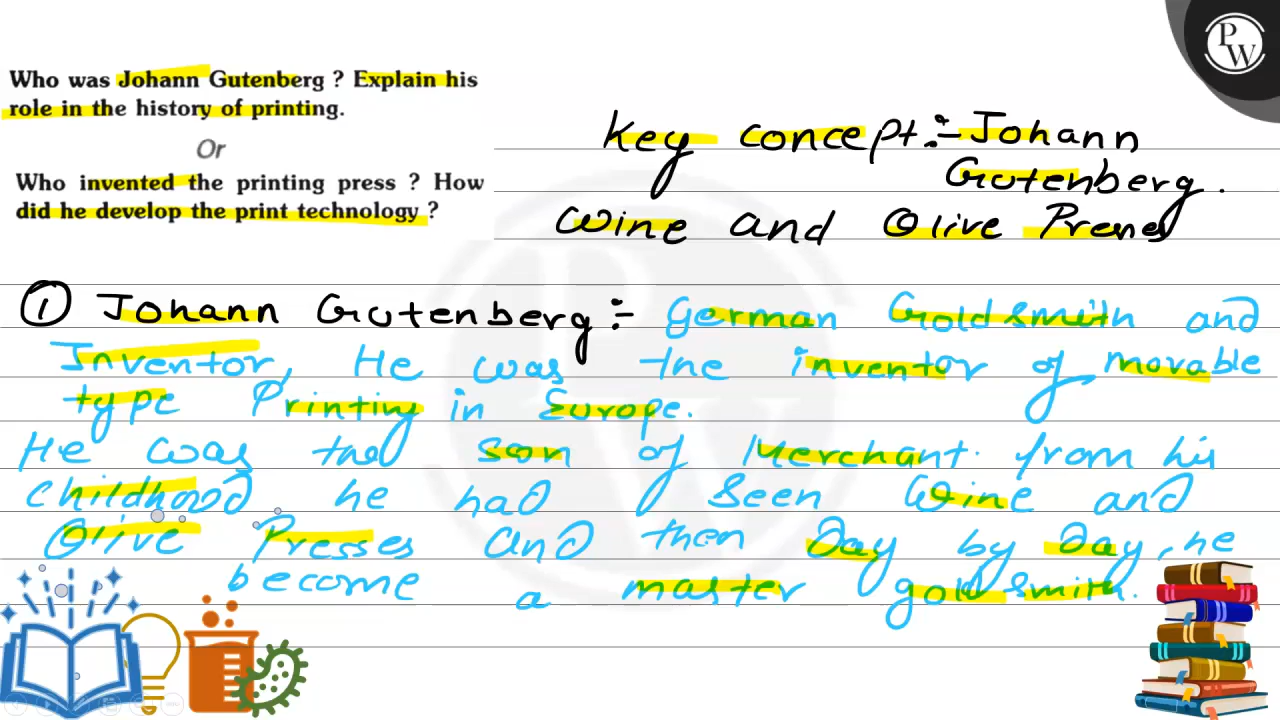 PW
Who was Johann Gutenberg ? Explain his
role in the history of printing.
Or
Who invented the printing press ? How
did he develop the print technology ?
Key concept :- Johann
Gutenberg.
Wine and Olive Presses
① Johann Gutenberg :- German Goldsmith and
Inventor, He was the inventor of movable
type Printing in Europe.
He was the son of Merchant. from his
childhood he had seen wine and
Olive Presses and then Day by Day, he
become a master goldsmith.